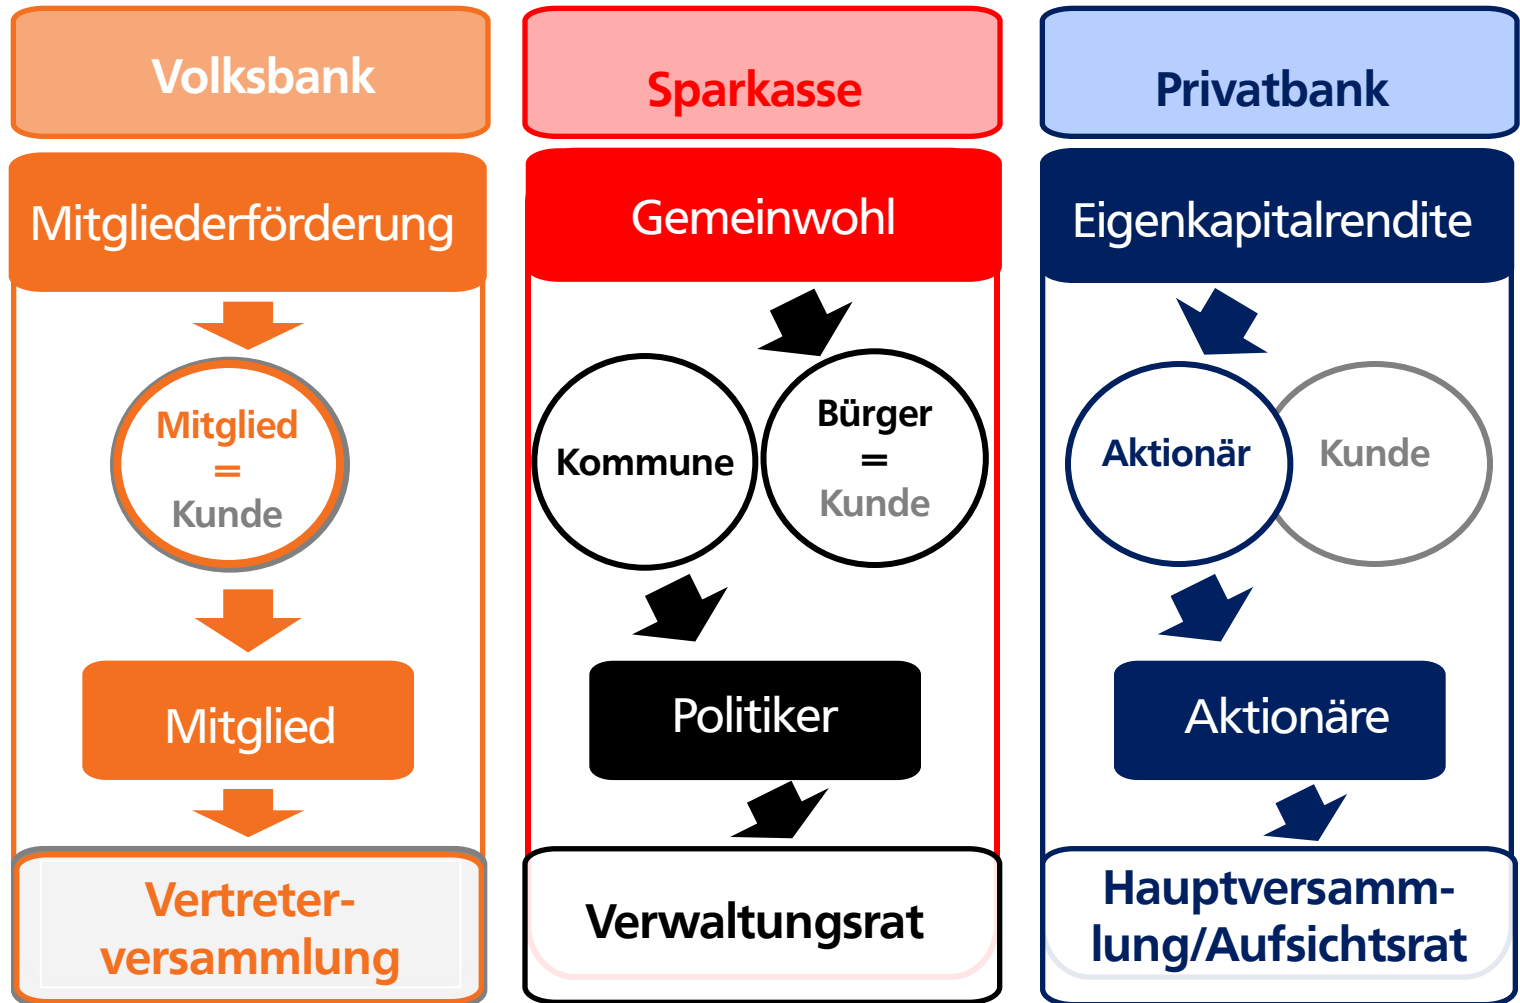 Volksbank
Mitgliederförderung
Mitglied
=
Kunde
Mitglied
Vertreter-
versammlung
Sparkasse
Gemeinwohl
Kommune
Bürger
=
Kunde
Politiker
Verwaltungsrat
Privatbank
Eigenkapitalrendite
Aktionär
Kunde
Aktionäre
Hauptversamm-
lung/Aufsichtsrat